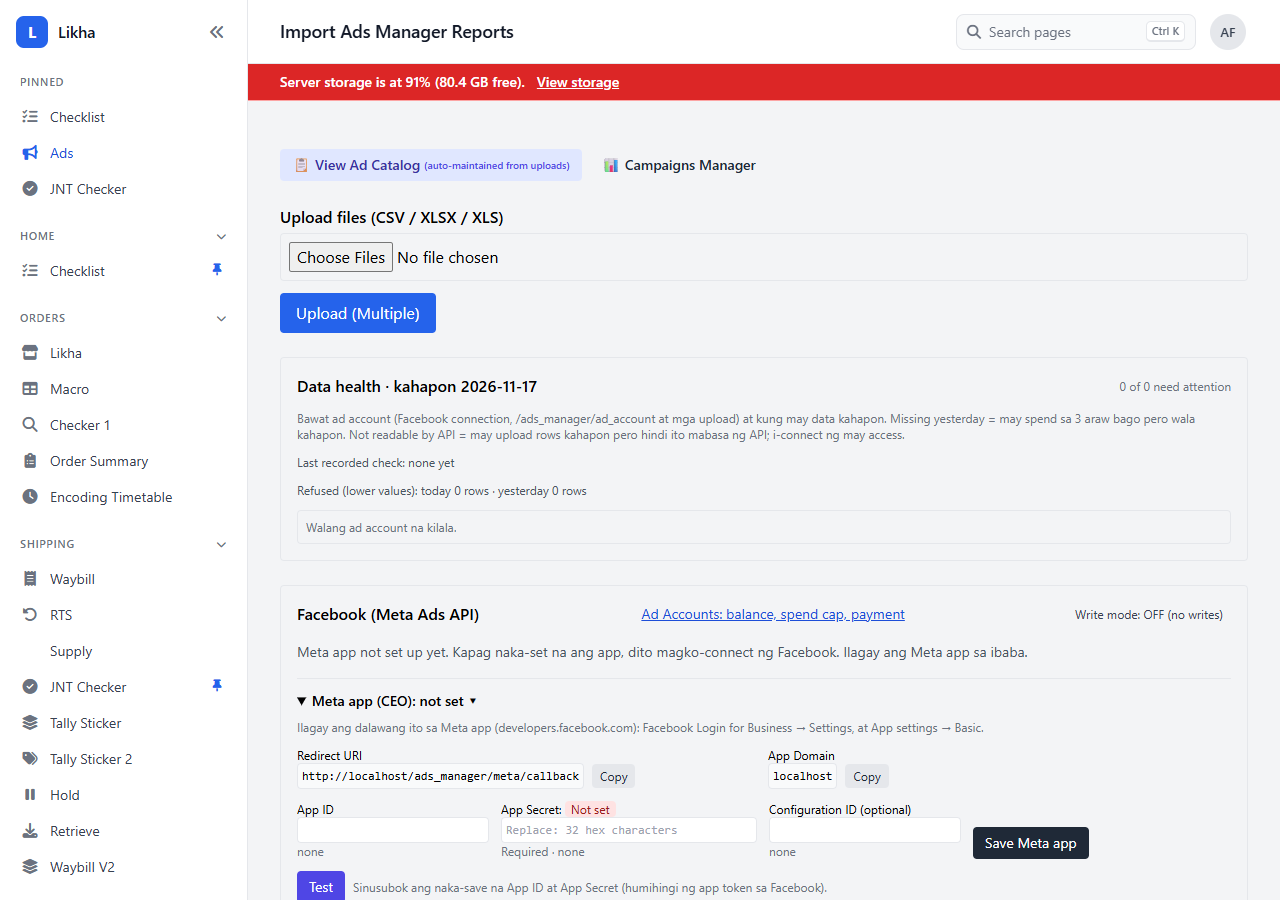 L Likha
Import Ads Manager Reports
Search pages Ctrl K
AF
Server storage is at 91% (80.4 GB free). View storage
PINNED
Checklist
Ads
JNT Checker
HOME
Checklist
ORDERS
Likha
Macro
Checker 1
Order Summary
Encoding Timetable
SHIPPING
Waybill
RTS
Supply
JNT Checker
Tally Sticker
Tally Sticker 2
Hold
Retrieve
Waybill V2
View Ad Catalog (auto-maintained from uploads)
Campaigns Manager
Upload files (CSV / XLSX / XLS)
Choose Files No file chosen
Upload (Multiple)
Data health · kahapon 2026-11-17
0 of 0 need attention
Bawat ad account (Facebook connection, /ads_manager/ad_account at mga upload) at kung may data kahapon. Missing yesterday = may spend sa 3 araw bago pero wala
kahapon. Not readable by API = may upload rows kahapon pero hindi ito mabasa ng API; i-connect ng may access.
Last recorded check: none yet
Refused (lower values): today 0 rows · yesterday 0 rows
Walang ad account na kilala.
Facebook (Meta Ads API)
Ad Accounts: balance, spend cap, payment
Write mode: OFF (no writes)
Meta app not set up yet. Kapag naka-set na ang app, dito magko-connect ng Facebook. Ilagay ang Meta app sa ibaba.
▼ Meta app (CEO): not set ▼
Ilagay ang dalawang ito sa Meta app (developers.facebook.com): Facebook Login for Business → Settings, at App settings → Basic.
Redirect URI
http://localhost/ads_manager/meta/callback Copy
App Domain
localhost Copy
App ID
none
App Secret: Not set
Replace: 32 hex characters
Required · none
Configuration ID (optional)
none
Save Meta app
Test Sinusubok ang naka-save na App ID at App Secret (humihingi ng app token sa Facebook).